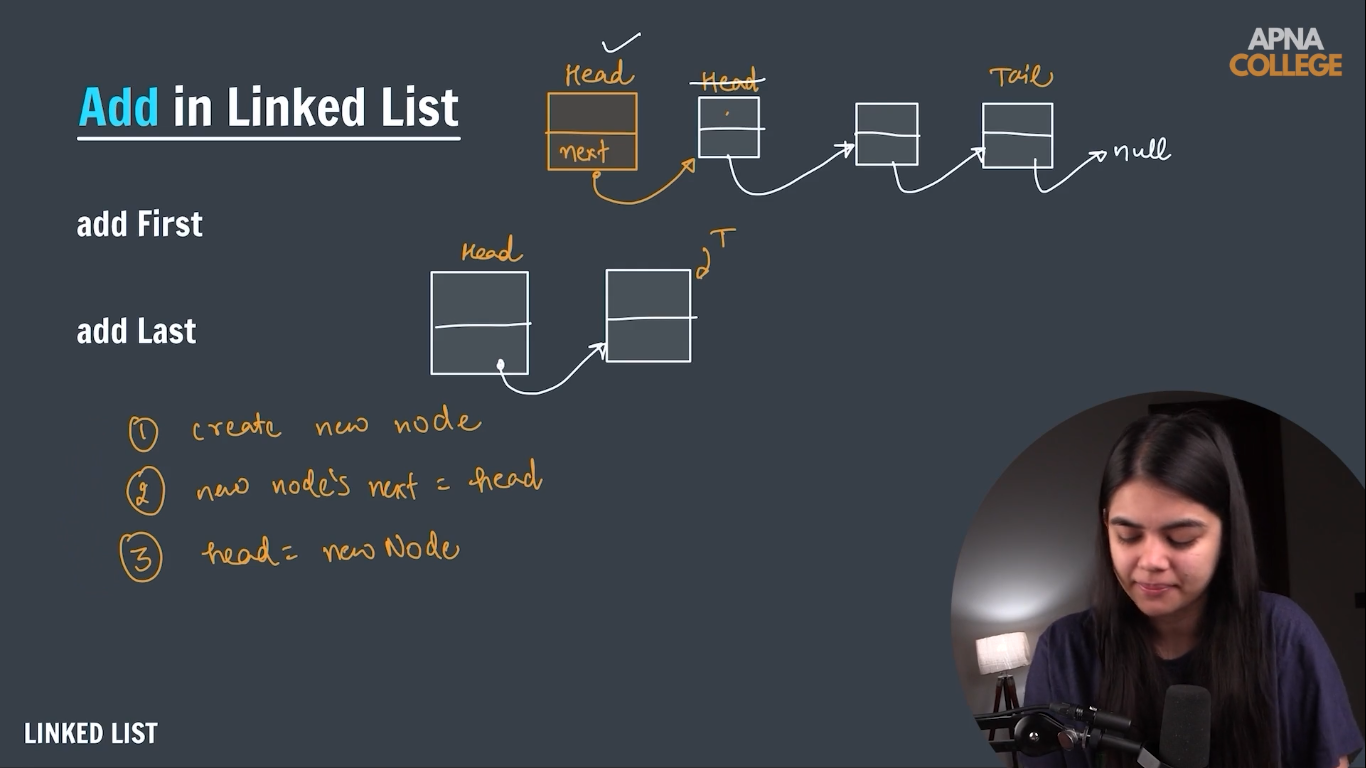 APNA
COLLEGE
Add in Linked List
Head
Head
Tail
next
null
add First
Head
T
add Last
① create new node
② new node's next = head
③ head = new Node
LINKED LIST